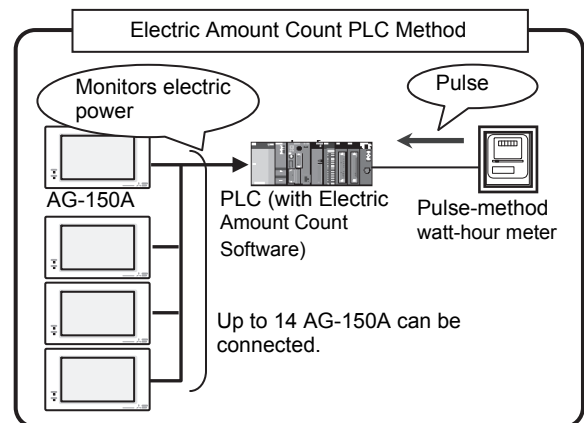 Electric Amount Count PLC Method
Monitors electric
power
Pulse
AG-150A
PLC (with Electric
Amount Count
Software)
Pulse-method
watt-hour meter
Up to 14 AG-150A can be
connected.